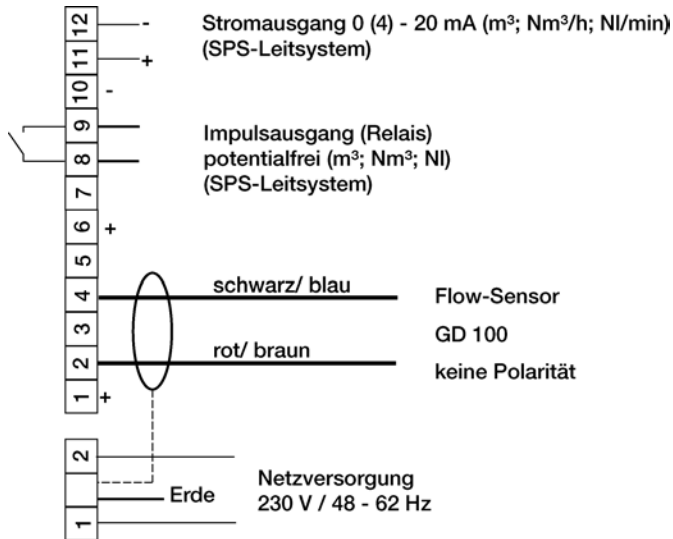 12 - Stromausgang 0 (4) - 20 mA (m³; Nm³/h; Nl/min)
11 + (SPS-Leitsystem)
10 -
9 Impulsausgang (Relais)
8 potentialfrei (m³; Nm³; Nl)
7 (SPS-Leitsystem)
6 +
5
4 schwarz/ blau Flow-Sensor
3 GD 100
2 rot/ braun keine Polarität
1 +
2 Netzversorgung
Erde 230 V / 48 - 62 Hz
1